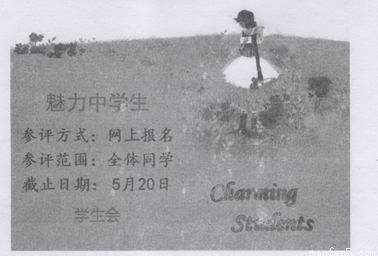 魅力中学生
参评方式：网上报名
参评范围：全体同学
截止日期：5月20日
学生会
Charming
Students